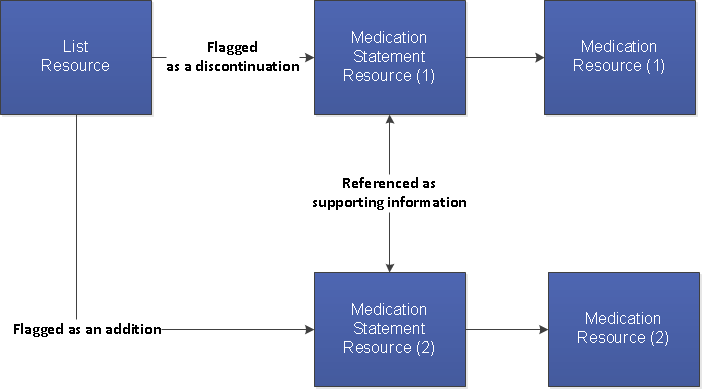 List
Resource
Flagged
as a discontinuation
Medication
Statement
Resource (1)
Medication
Resource (1)
Referenced as
supporting information
Flagged as an addition
Medication
Statement
Resource (2)
Medication
Resource (2)